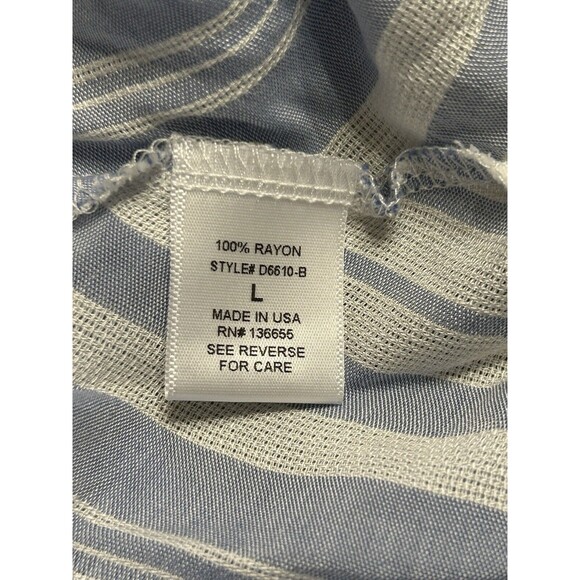 100% RAYON
STYLE# D6610-B
L
MADE IN USA
RN# 136655
SEE REVERSE
FOR CARE